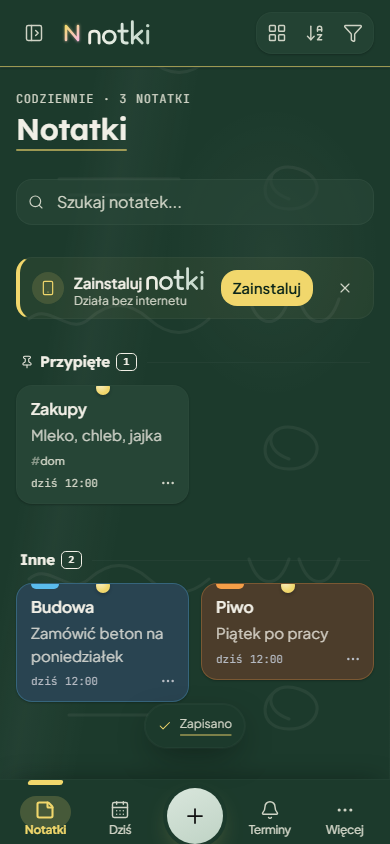 N notki
CODZIENNIE · 3 NOTATKI
Notatki
Szukaj notatek...
Zainstaluj notki
Działa bez internetu
Zainstaluj
Przypięte 1
Zakupy
Mleko, chleb, jajka
#dom
dziś 12:00
Inne 2
Budowa
Zamówić beton na
poniedziałek
dziś 12:00
Piwo
Piątek po pracy
dziś 12:00
Zapisano
Notatki
Dziś
Terminy
Więcej